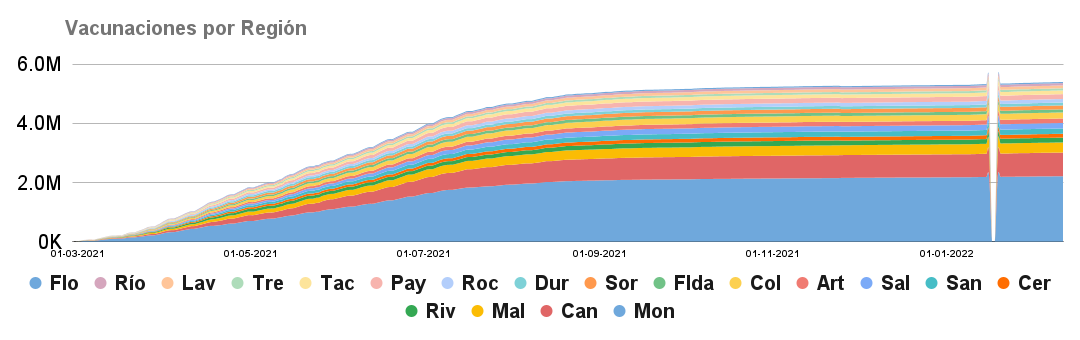 Vacunaciones por Región
6.0M
4.0M
2.0M
0K
01-03-2021 01-05-2021 01-07-2021 01-09-2021 01-11-2021 01-01-2022
Flo Río Lav Tre Tac Pay Roc Dur Sor Flda Col Art Sal San Cer
Riv Mal Can Mon